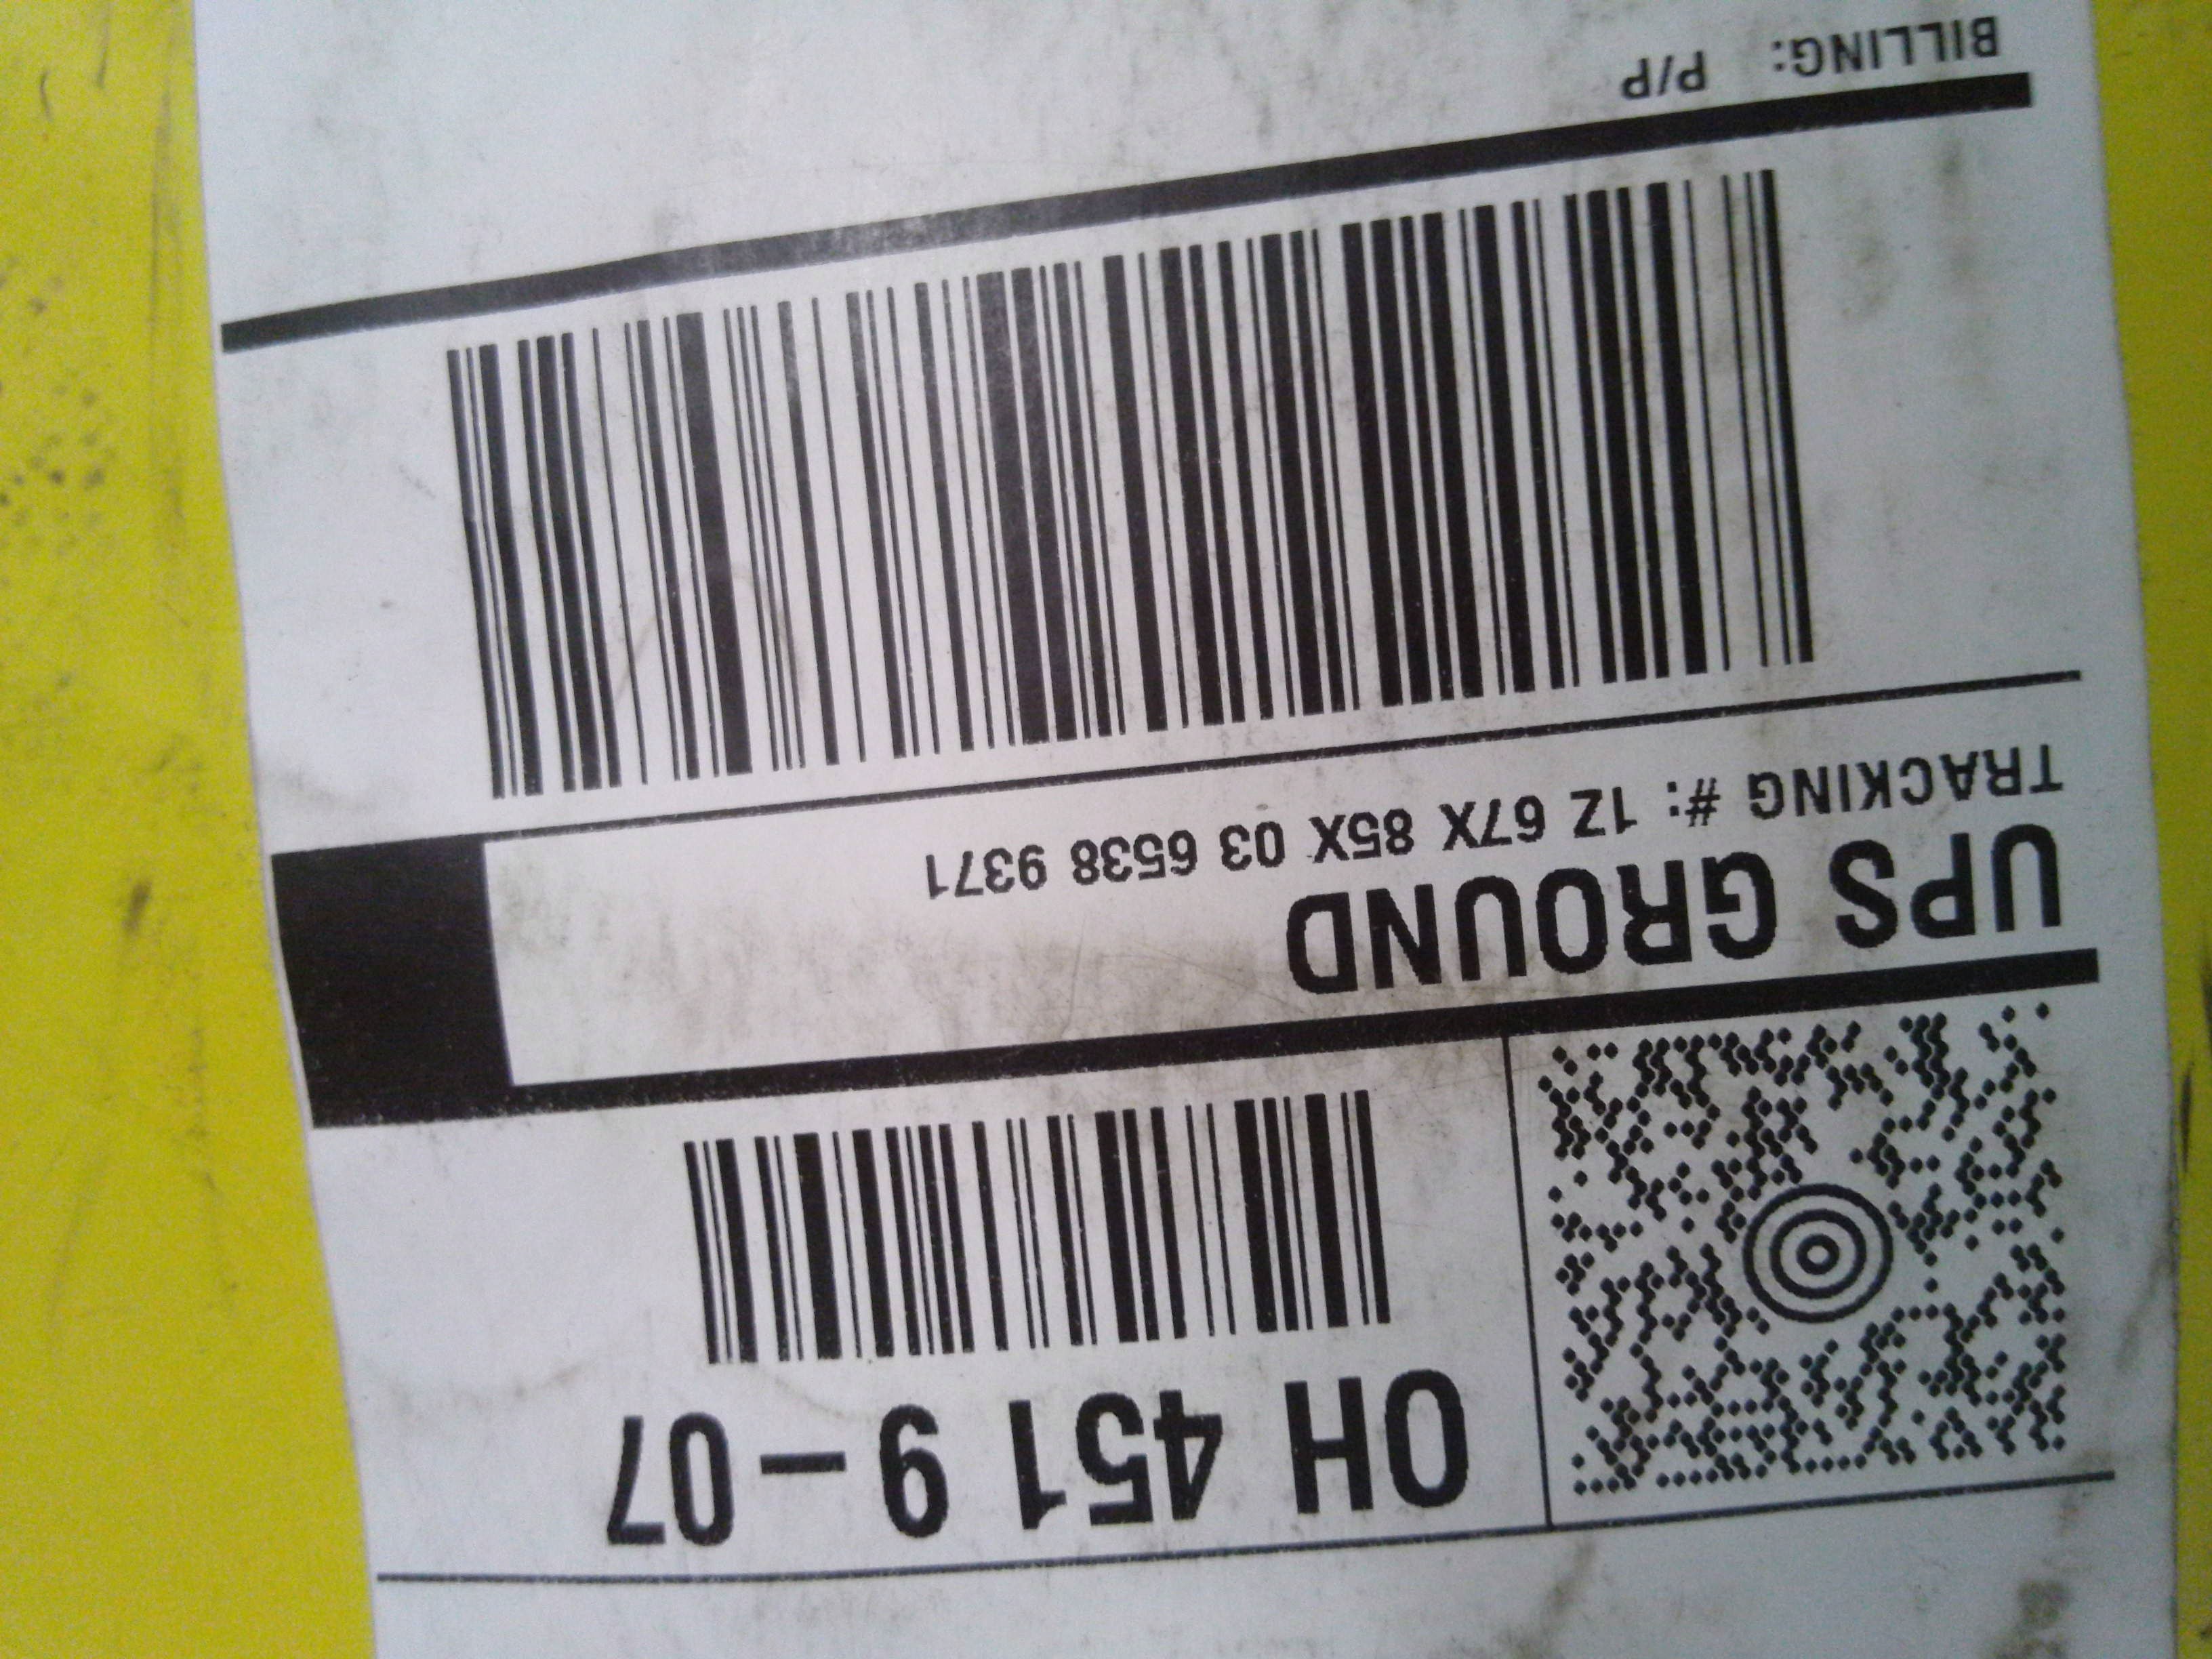 OH 451 9-07
UPS GROUND
TRACKING #: 1Z 67X 85X 03 6538 9371
BILLING: P/P